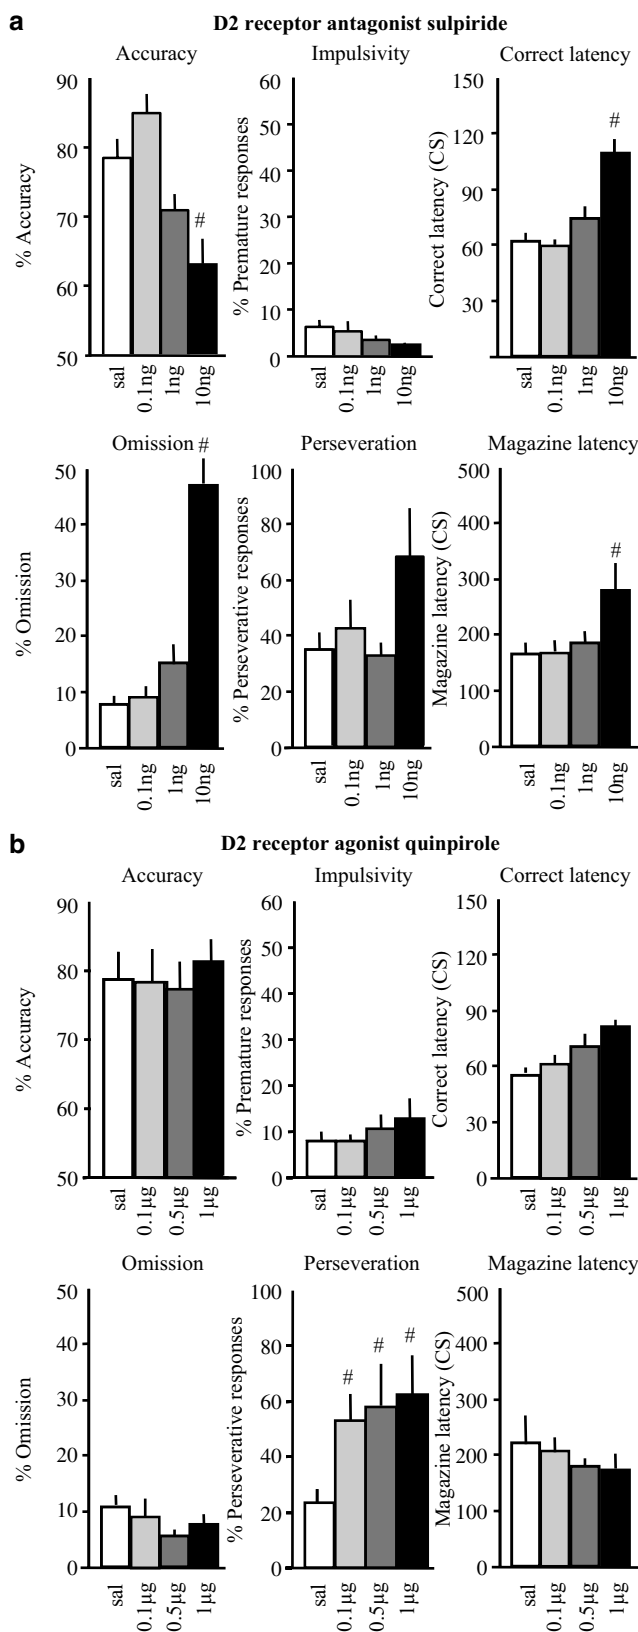 a
D2 receptor antagonist sulpiride
Accuracy
Impulsivity
Correct latency
% Accuracy
90
80
70
60
50
#
sal
0.1ng
1ng
10ng
% Premature responses
60
50
40
30
20
10
0
sal
0.1ng
1ng
10ng
Correct latency (CS)
150
120
90
60
30
#
sal
0.1ng
1ng
10ng
Omission
Perseveration
Magazine latency
% Omission
50
40
30
20
10
0
#
sal
0.1ng
1ng
10ng
% Perseverative responses
100
80
60
40
20
0
sal
0.1ng
1ng
10ng
Magazine latency (CS)
500
400
300
200
100
0
#
sal
0.1ng
1ng
10ng
b
D2 receptor agonist quinpirole
Accuracy
Impulsivity
Correct latency
% Accuracy
90
80
70
60
50
sal
0.1µg
0.5µg
1µg
% Premature responses
60
50
40
30
20
10
0
sal
0.1µg
0.5µg
1µg
Correct latency (CS)
150
120
90
60
30
0
sal
0.1µg
0.5µg
1µg
Omission
Perseveration
Magazine latency
% Omission
50
40
30
20
10
0
sal
0.1µg
0.5µg
1µg
% Perseverative responses
100
80
60
40
20
0
#
#
#
sal
0.1µg
0.5µg
1µg
Magazine latency (CS)
500
400
300
200
100
0
sal
0.1µg
0.5µg
1µg